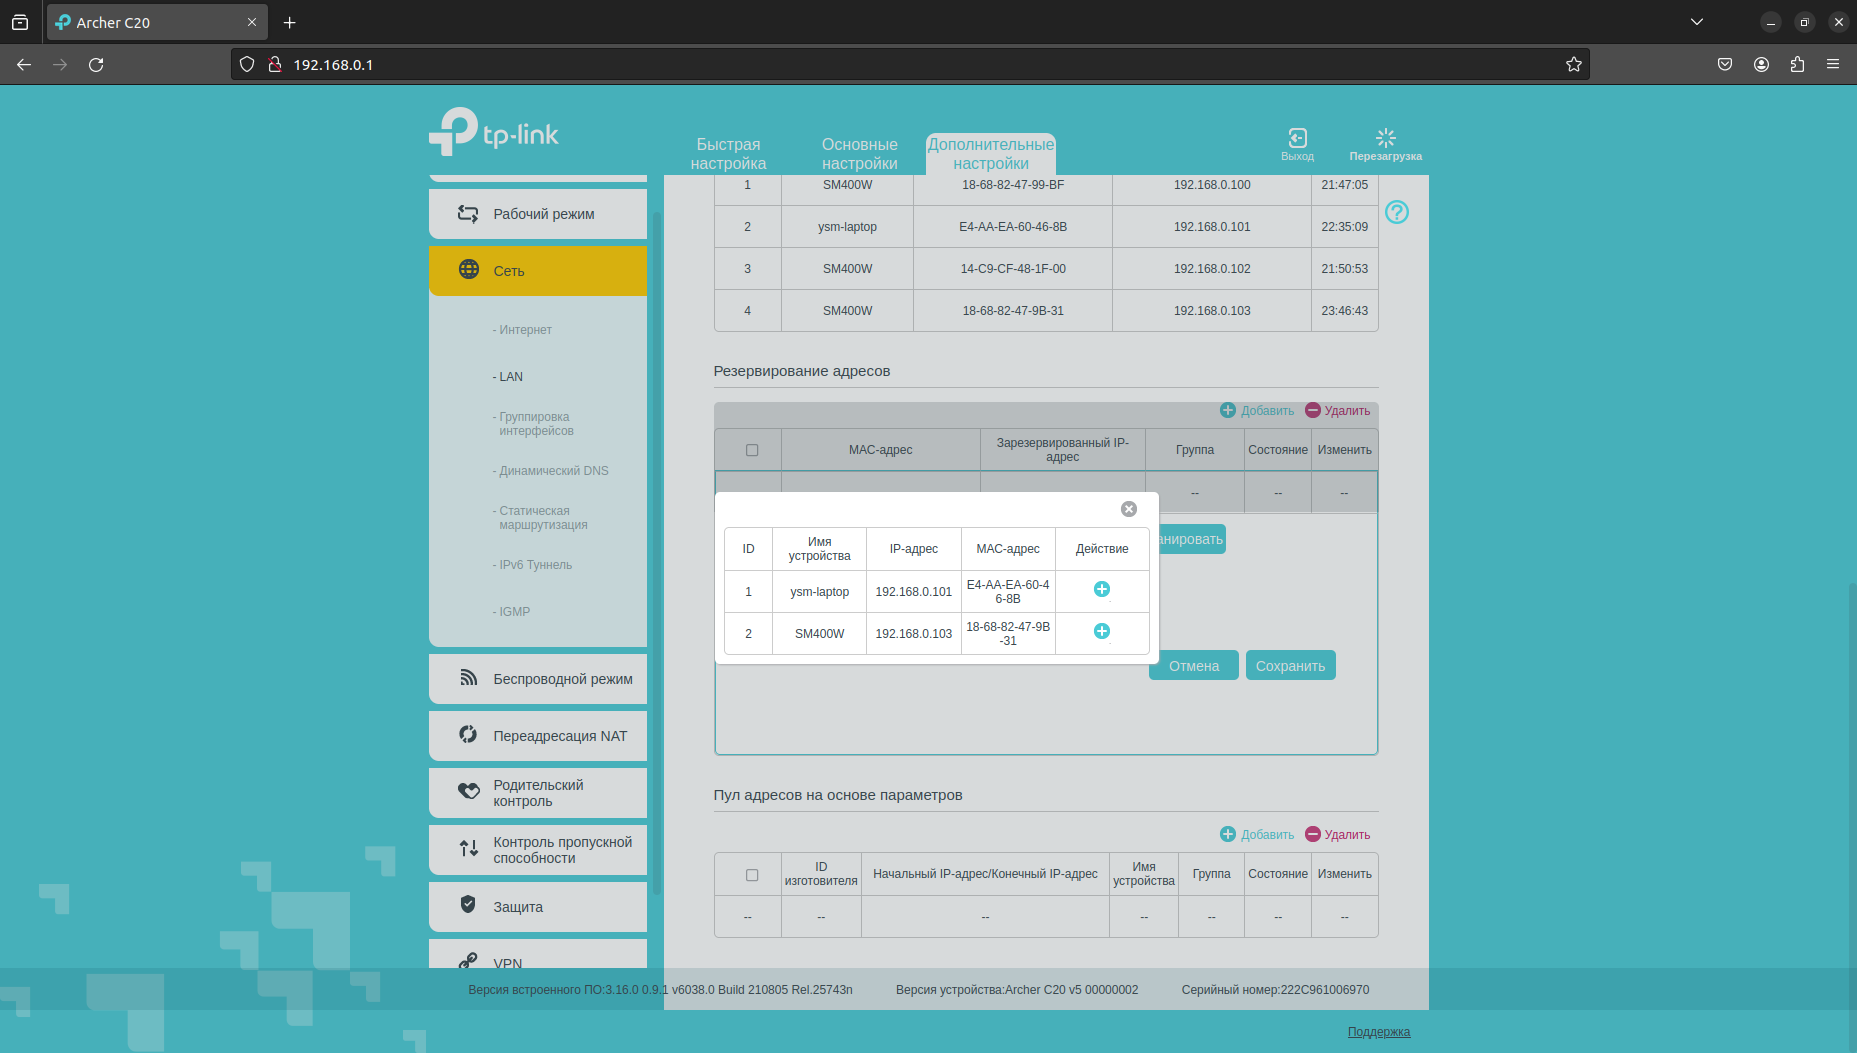 Archer C20
192.168.0.1
tp-link
Быстрая
настройка
Основные
настройки
Дополнительные
настройки
Выход
Перезагрузка
Рабочий режим
Сеть
- Интернет
- LAN
- Группировка
интерфейсов
- Динамический DNS
- Статическая
маршрутизация
- IPv6 Туннель
- IGMP
Беспроводной режим
Переадресация NAT
Родительский
контроль
Контроль пропускной
способности
Защита
VPN
1 SM400W 18-68-82-47-99-BF 192.168.0.100 21:47:05
2 ysm-laptop E4-AA-EA-60-46-8B 192.168.0.101 22:35:09
3 SM400W 14-C9-CF-48-1F-00 192.168.0.102 21:50:53
4 SM400W 18-68-82-47-9B-31 192.168.0.103 23:46:43
Резервирование адресов
Добавить Удалить
MAC-адрес
Зарезервированный IP-
адрес
Группа Состояние Изменить
-- -- --
анировать
ID
Имя
устройства
IP-адрес MAC-адрес Действие
1 ysm-laptop 192.168.0.101
E4-AA-EA-60-4
6-8B
2 SM400W 192.168.0.103
18-68-82-47-9B
-31
Отмена Сохранить
Пул адресов на основе параметров
Добавить Удалить
ID
изготовителя
Начальный IP-адрес/Конечный IP-адрес
Имя
устройства
Группа Состояние Изменить
-- -- -- -- -- -- --
Версия встроенного ПО:3.16.0 0.9.1 v6038.0 Build 210805 Rel.25743n Версия устройства:Archer C20 v5 00000002 Серийный номер:222C961006970
Поддержка